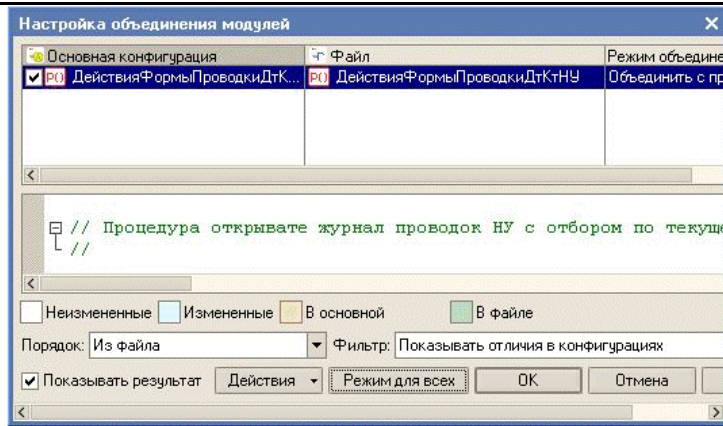 Настройка объединения модулей
Основная конфигурация Файл Режим объедине
P() ДействияФормыПроводкиДтК... P() ДействияФормыПроводкиДтКтНУ Объединить с пр
// Процедура открывате журнал проводок НУ с отбором по текуще
//
Неизмененные Измененные В основной В файле
Порядок: Из файла Фильтр: Показывать отличия в конфигурациях
Показывать результат Действия Режим для всех OK Отмена